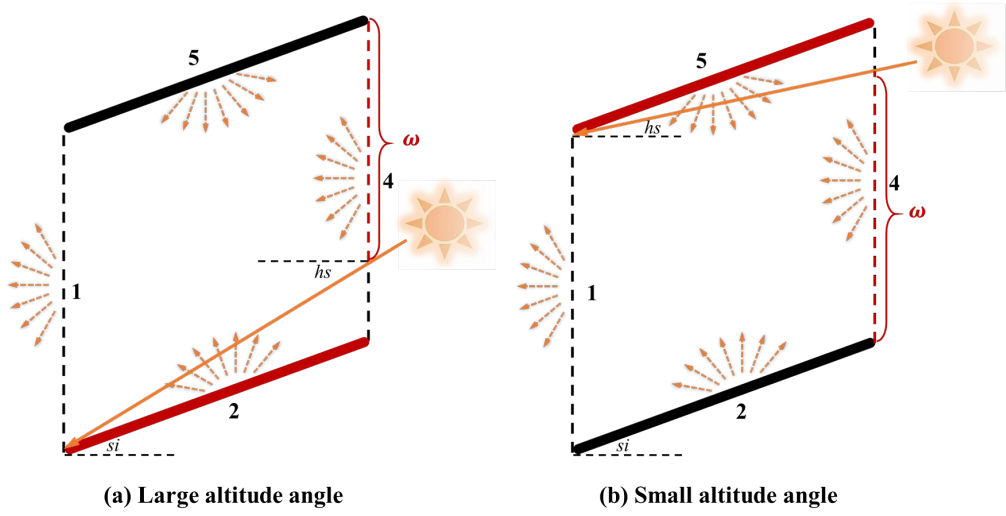 5
ω
4
hs
1
2
si
(a) Large altitude angle
5
hs
4
ω
1
2
si
(b) Small altitude angle